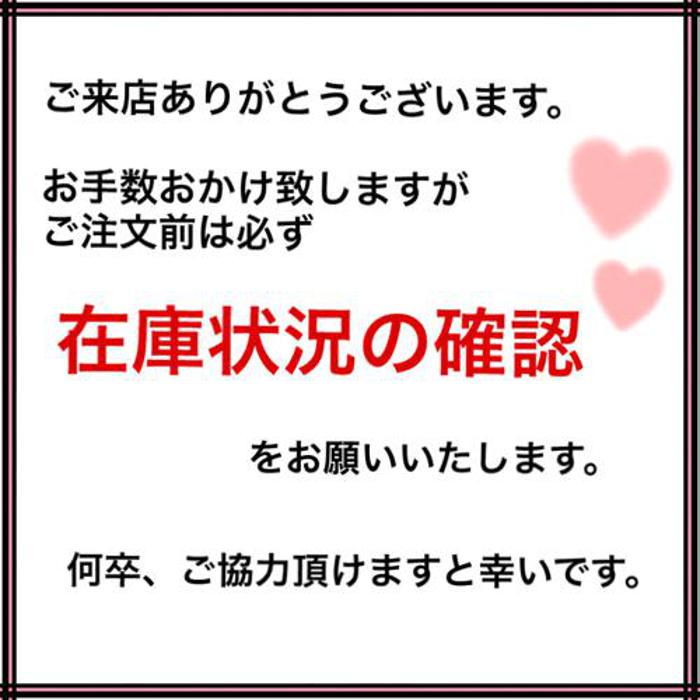 ご来店ありがとうございます。
お手数おかけ致しますが
ご注文前は必ず
在庫状況の確認
をお願いいたします。
何卒、ご協力頂けますと幸いです。